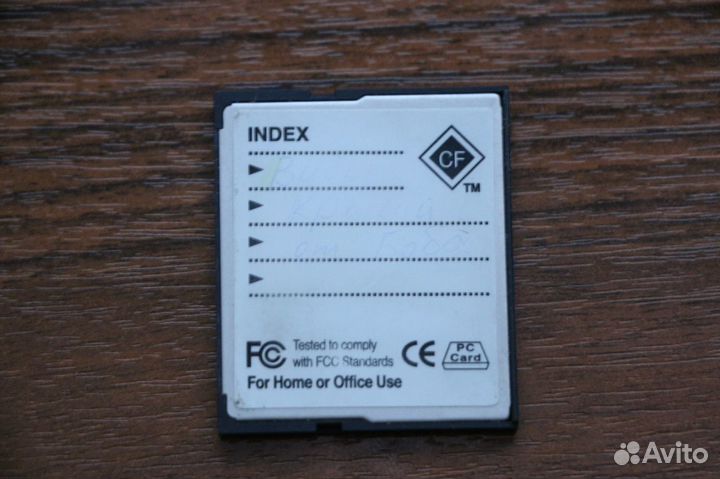 INDEX
CF
TM
от
FC Tested to comply
with FCC Standards
CE
PC
Card
For Home or Office Use
Avito